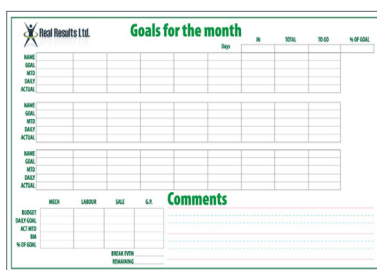 Real Results Ltd.
Goals for the month
IN TOTAL TO GO % OF GOAL
Days
NAME
GOAL
MTD
DAILY
ACTUAL
NAME
GOAL
MTD
DAILY
ACTUAL
NAME
GOAL
MTD
DAILY
ACTUAL
MECH LABOUR SALE G.P.
Comments
BUDGET
DAILY GOAL
ACT MTD
BM
% OF GOAL
BREAK EVEN
REMAINING